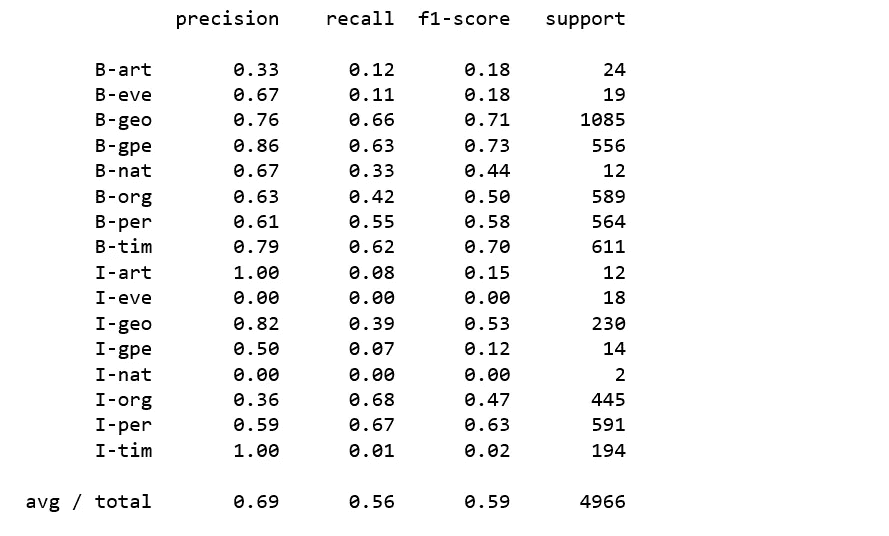 precision recall f1-score support
B-art 0.33 0.12 0.18 24
B-eve 0.67 0.11 0.18 19
B-geo 0.76 0.66 0.71 1085
B-gpe 0.86 0.63 0.73 556
B-nat 0.67 0.33 0.44 12
B-org 0.63 0.42 0.50 589
B-per 0.61 0.55 0.58 564
B-tim 0.79 0.62 0.70 611
I-art 1.00 0.08 0.15 12
I-eve 0.00 0.00 0.00 18
I-geo 0.82 0.39 0.53 230
I-gpe 0.50 0.07 0.12 14
I-nat 0.00 0.00 0.00 2
I-org 0.36 0.68 0.47 445
I-per 0.59 0.67 0.63 591
I-tim 1.00 0.01 0.02 194
avg / total 0.69 0.56 0.59 4966